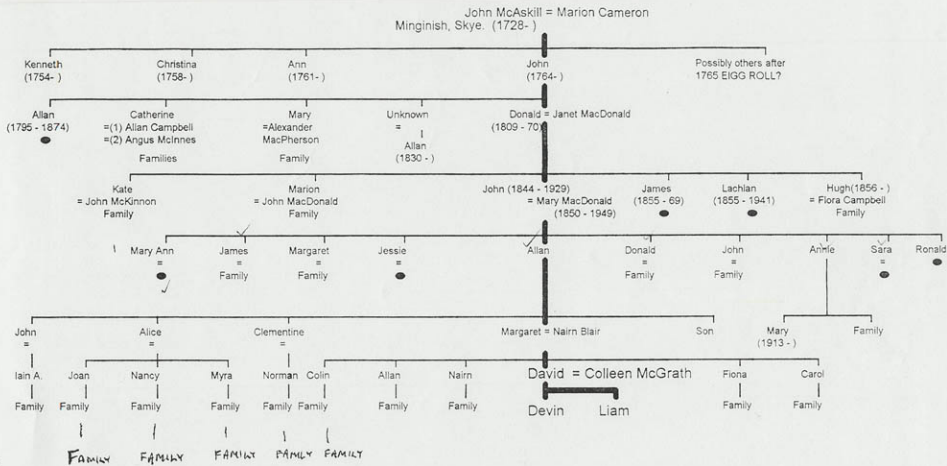 John McAskill = Marion Cameron
Minginish, Skye. (1728- )
Kenneth Christina Ann John Possibly others after
(1754- ) (1758- ) (1761- ) (1764- ) 1765 EIGG ROLL?
Allan Catherine Mary Unknown Donald = Janet MacDonald
(1795 - 1874) =(1) Allan Campbell =Alexander = (1809 - 70)
=(2) Angus McInnes MacPherson Allan
Families Family (1830 - )
Kate Marion John (1844 - 1929) James Lachlan Hugh(1856 - )
= John McKinnon = John MacDonald = Mary MacDonald (1855 - 69) (1855 - 1941) = Flora Campbell
Family Family (1850 - 1949) Family
Mary Ann James Margaret Jessie Allan Donald John Annie Sara Ronald
= = = = = = =
Family Family Family Family
John Alice Clementine Margaret = Nairn Blair Son Mary Family
= = = (1913 - )
Iain A. Joan Nancy Myra Norman Colin Allan Nairn David = Colleen McGrath Fiona Carol
Family Family Family Family Family Family Family Family Family Family
Devin Liam
FAMILY FAMILY FAMILY FAMILY FAMILY